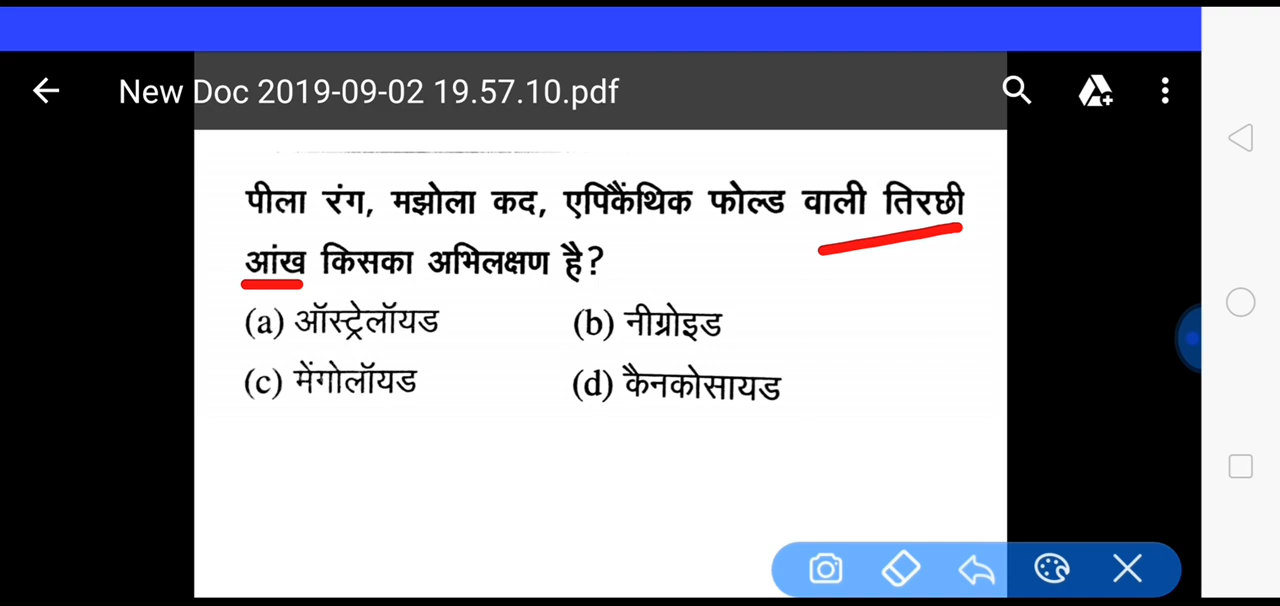 New Doc 2019-09-02 19.57.10.pdf
पीला रंग, मझोला कद, एपिकैंथिक फोल्ड वाली तिरछी
आंख किसका अभिलक्षण है?
(a) ऑस्ट्रेलॉयड (b) नीग्रोइड
(c) मेंगोलॉयड (d) कैनकोसायड